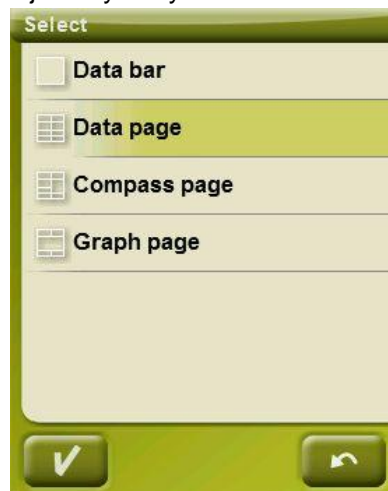 Select
Data bar
Data page
Compass page
Graph page